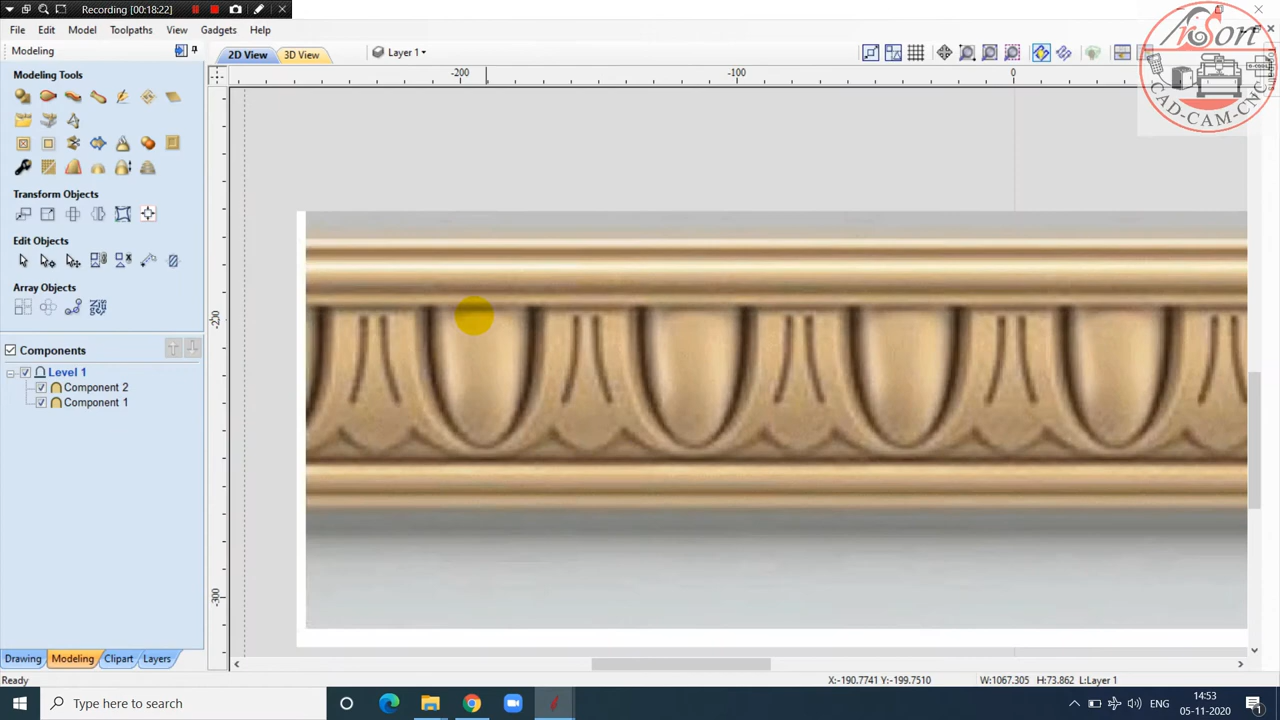 Recording [00:18:22]
File Edit Model Toolpaths View Gadgets Help
Modeling
2D View 3D View Layer 1
Modeling Tools
-200 -100 0
Transform Objects
Edit Objects
Array Objects
-200
Components
Level 1
Component 2
Component 1
-300
Drawing Modeling Clipart Layers
Ready X:-190.7741 Y:-199.7510 W:1067.305 H:73.862 L:Layer 1
Type here to search
ENG
14:53
05-11-2020
CAD-CAM-CNC